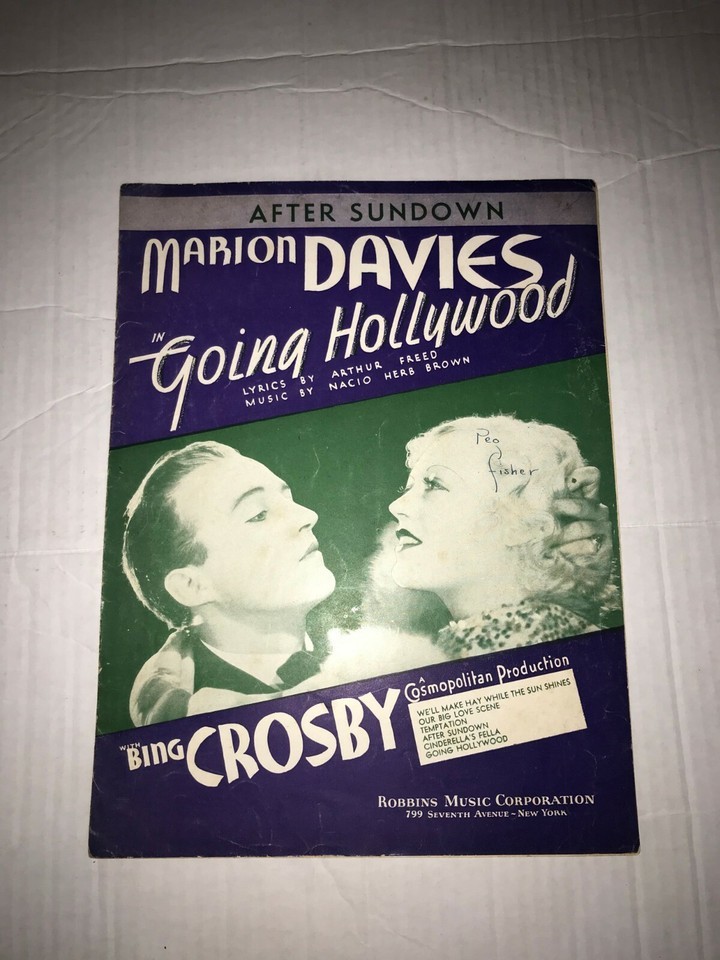 AFTER SUNDOWN
MARION DAVIES
IN
Going Hollywood
LYRICS BY ARTHUR FREED
MUSIC BY NACIO HERB BROWN
Peg
fisher
A
Cosmopolitan Production
WE'LL MAKE HAY WHILE THE SUN SHINES
OUR BIG LOVE SCENE
TEMPTATION
AFTER SUNDOWN
CINDERELLA'S FELLA
GOING HOLLYWOOD
WITH
BING CROSBY
ROBBINS MUSIC CORPORATION
799 SEVENTH AVENUE - NEW YORK